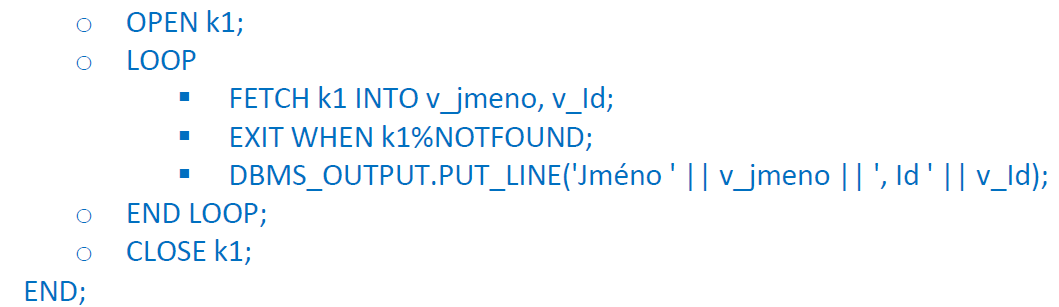 ○ OPEN k1;
○ LOOP
▪ FETCH k1 INTO v_jmeno, v_Id;
▪ EXIT WHEN k1%NOTFOUND;
▪ DBMS_OUTPUT.PUT_LINE('Jméno ' || v_jmeno || ', Id ' || v_Id);
○ END LOOP;
○ CLOSE k1;
END;